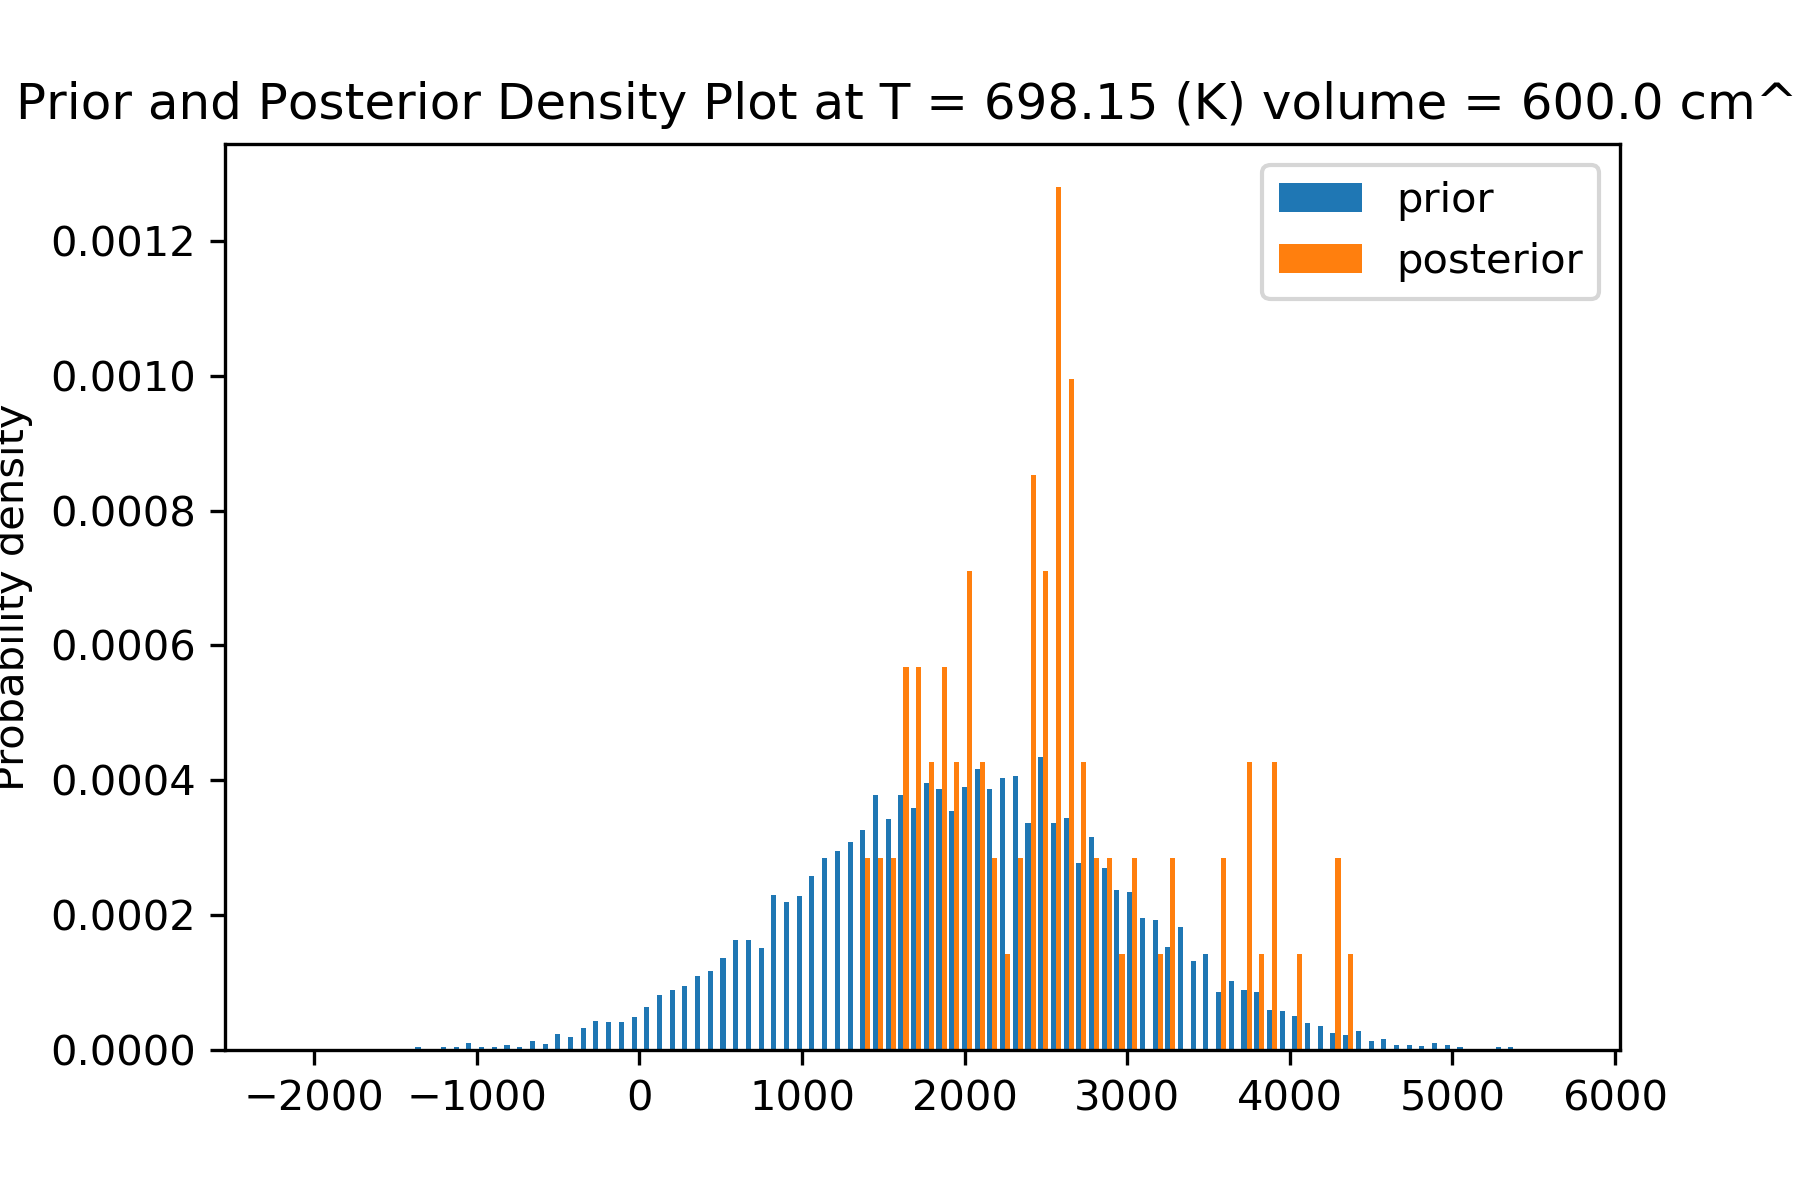 Prior and Posterior Density Plot at T = 698.15 (K) volume = 600.0 cm^
prior
posterior
Probability density
0.0012
0.0010
0.0008
0.0006
0.0004
0.0002
0.0000
−2000 −1000 0 1000 2000 3000 4000 5000 6000